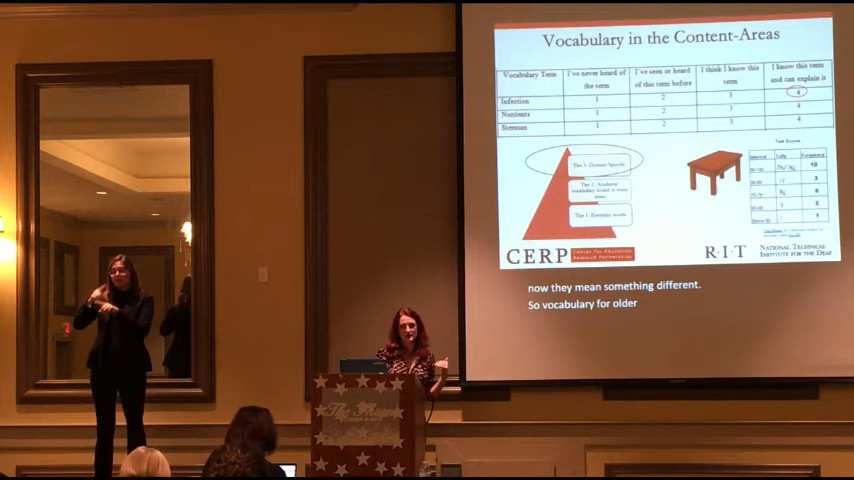 Vocabulary in the Content-Areas
Vocabulary Term
I've never heard of the term
I've seen or heard of this term before
I think I know this term
I know this term and can explain it
Infection 1 2 3 4
Nutrients 1 2 3 4
Sternum 1 2 3 4
Tier 3: Domain Specific
Tier 2: Academic vocabulary found in many areas
Tier 1: Everyday words
Test Scores
Interval Tally Frequency
10
3
2
1
CERP Center for Education Research Partnerships
R·I·T NATIONAL TECHNICAL INSTITUTE FOR THE DEAF
now they mean something different.
So vocabulary for older